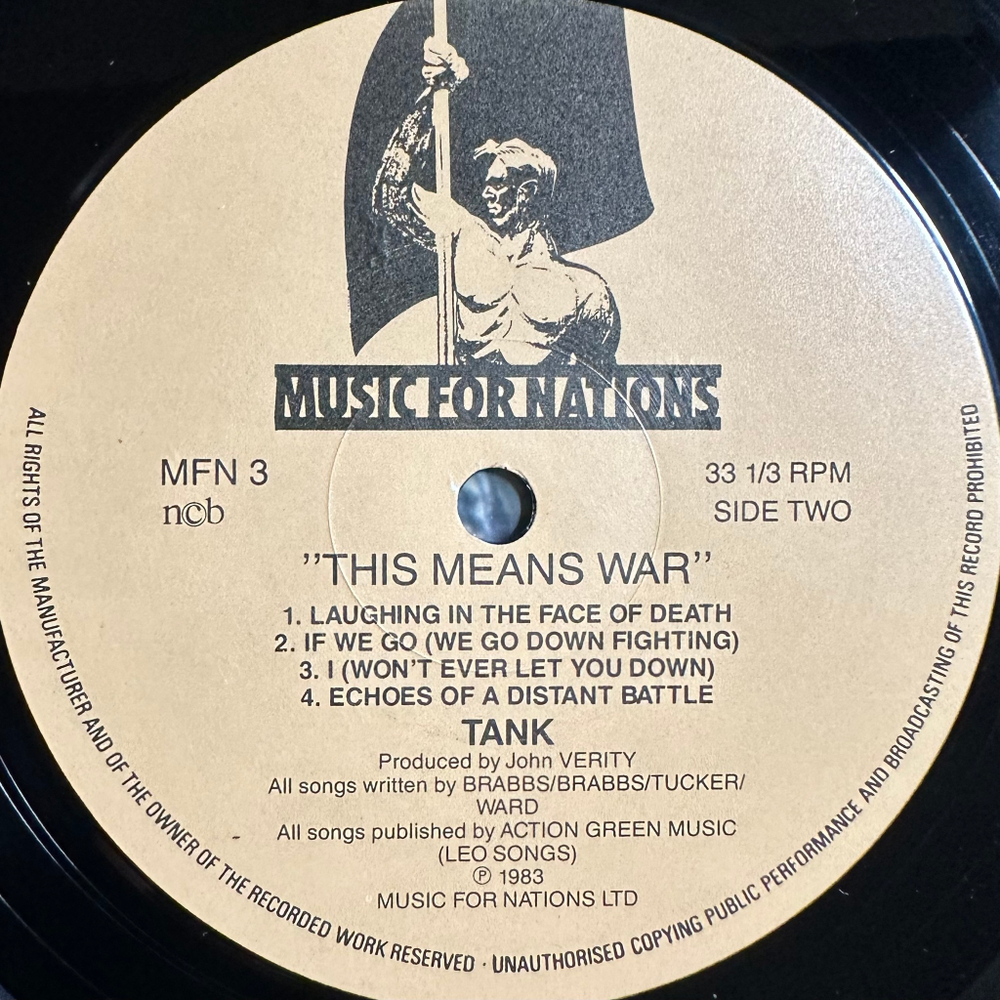 MUSIC FOR NATIONS
MFN 3
33 1/3 RPM
n©b
SIDE TWO
"THIS MEANS WAR"
1. LAUGHING IN THE FACE OF DEATH
2. IF WE GO (WE GO DOWN FIGHTING)
3. I (WON'T EVER LET YOU DOWN)
4. ECHOES OF A DISTANT BATTLE
TANK
Produced by John VERITY
All songs written by BRABBS/BRABBS/TUCKER/
WARD
All songs published by ACTION GREEN MUSIC
(LEO SONGS)
℗ 1983
MUSIC FOR NATIONS LTD
ALL RIGHTS OF THE MANUFACTURER AND OF THE OWNER OF THE RECORDED WORK RESERVED · UNAUTHORISED COPYING PUBLIC PERFORMANCE AND BROADCASTING OF THIS RECORD PROHIBITED